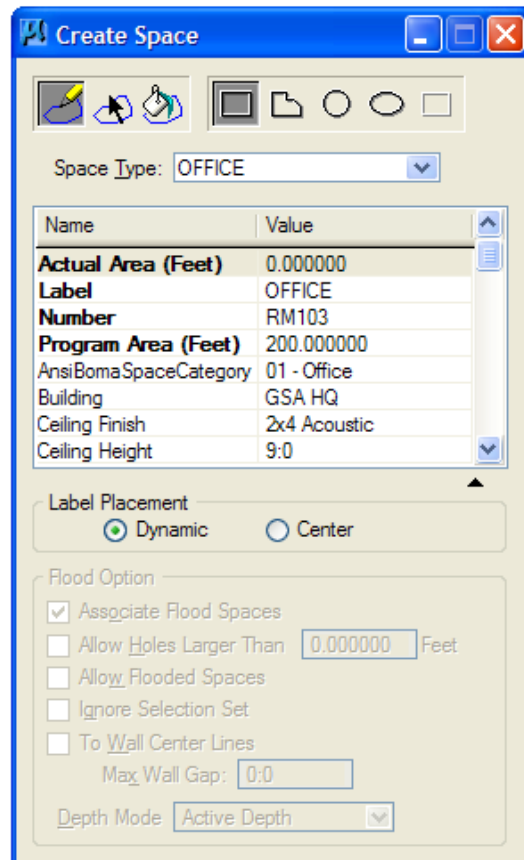 Create Space
Space Type: OFFICE
Name Value
Actual Area (Feet) 0.000000
Label OFFICE
Number RM103
Program Area (Feet) 200.000000
AnsiBomaSpaceCategory 01 - Office
Building GSA HQ
Ceiling Finish 2x4 Acoustic
Ceiling Height 9:0
Label Placement
Dynamic Center
Flood Option
Associate Flood Spaces
Allow Holes Larger Than 0.000000 Feet
Allow Flooded Spaces
Ignore Selection Set
To Wall Center Lines
Max Wall Gap: 0:0
Depth Mode Active Depth